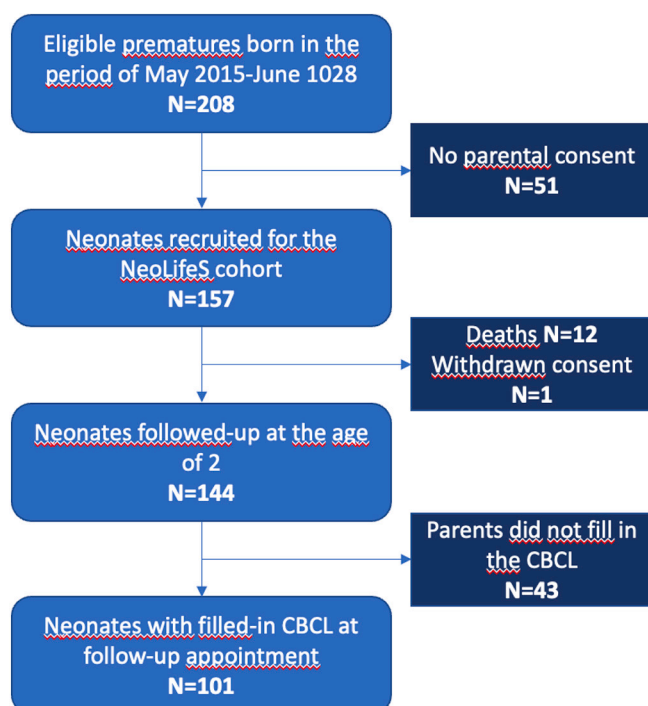 Eligible prematures born in the
period of May 2015-June 1028
N=208
No parental consent
N=51
Neonates recruited for the
NeoLifeS cohort
N=157
Deaths N=12
Withdrawn consent
N=1
Neonates followed-up at the age
of 2
N=144
Parents did not fill in
the CBCL
N=43
Neonates with filled-in CBCL at
follow-up appointment
N=101